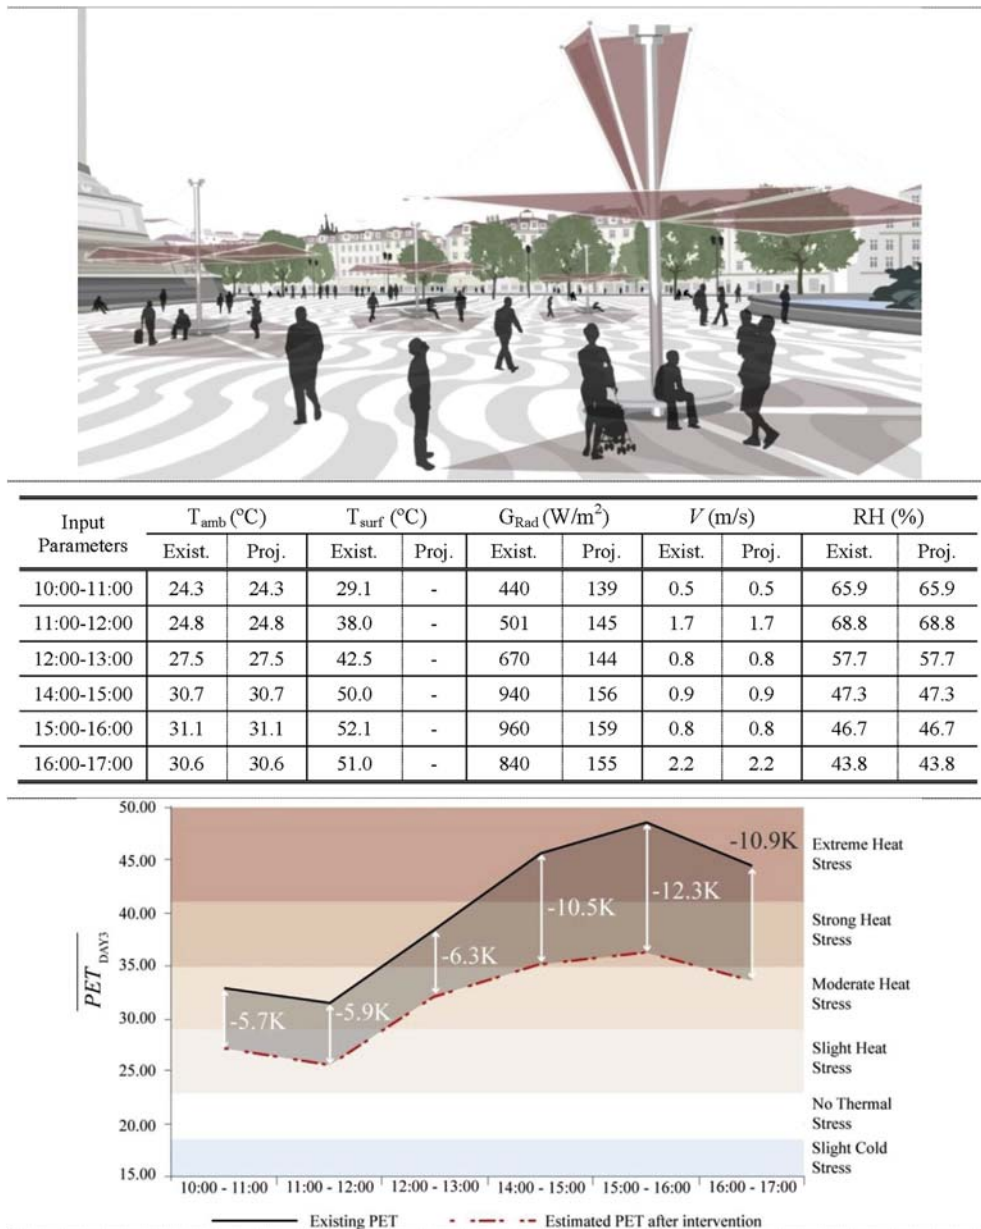 Input Parameters T_amb (°C) T_surf (°C) G_Rad (W/m²) V (m/s) RH (%)
Exist. Proj. Exist. Proj. Exist. Proj. Exist. Proj. Exist. Proj.
10:00-11:00 24.3 24.3 29.1 - 440 139 0.5 0.5 65.9 65.9
11:00-12:00 24.8 24.8 38.0 - 501 145 1.7 1.7 68.8 68.8
12:00-13:00 27.5 27.5 42.5 - 670 144 0.8 0.8 57.7 57.7
14:00-15:00 30.7 30.7 50.0 - 940 156 0.9 0.9 47.3 47.3
15:00-16:00 31.1 31.1 52.1 - 960 159 0.8 0.8 46.7 46.7
16:00-17:00 30.6 30.6 51.0 - 840 155 2.2 2.2 43.8 43.8
PET DAY3
50.00
45.00
40.00
35.00
30.00
25.00
20.00
15.00
-5.7K
-5.9K
-6.3K
-10.5K
-12.3K
-10.9K
Extreme Heat
Stress
Strong Heat
Stress
Moderate Heat
Stress
Slight Heat
Stress
No Thermal
Stress
Slight Cold
Stress
10:00 - 11:00 11:00 - 12:00 12:00 - 13:00 14:00 - 15:00 15:00 - 16:00 16:00 - 17:00
Existing PET Estimated PET after intervention